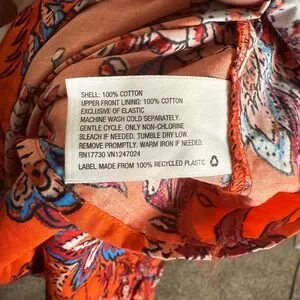 SHELL: 100% COTTON
UPPER FRONT LINING: 100% COTTON
EXCLUSIVE OF ELASTIC
MACHINE WASH COLD SEPARATELY.
GENTLE CYCLE. ONLY NON-CHLORINE
BLEACH IF NEEDED. TUMBLE DRY LOW.
REMOVE PROMPTLY. WARM IRON IF NEEDED.
RN17730 VN1247024
LABEL MADE FROM 100% RECYCLED PLASTIC